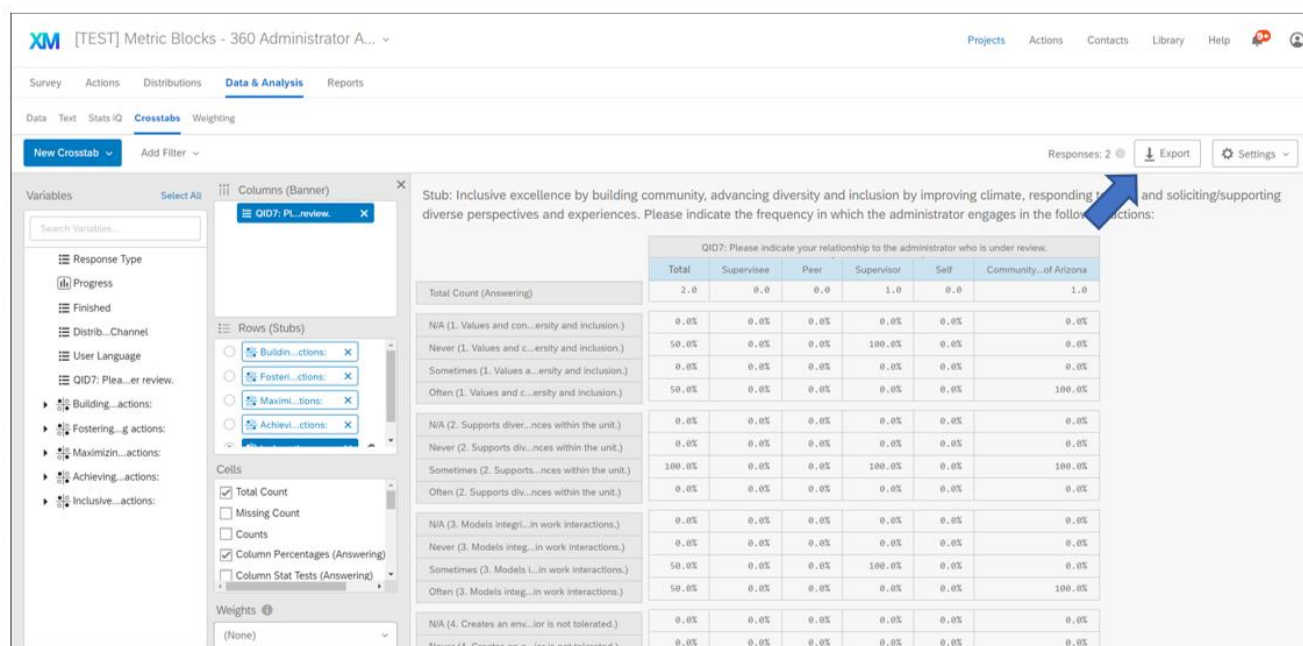 XM [TEST] Metric Blocks - 360 Administrator A...
Projects Actions Contacts Library Help 9+
Survey Actions Distributions Data & Analysis Reports
Data Text Stats iQ Crosstabs Weighting
New Crosstab Add Filter Responses: 2 Export Settings
Variables Select All
Search Variables...
Response Type
Progress
Finished
Distrib...Channel
User Language
QID7: Plea...er review.
Building...actions:
Fostering...g actions:
Maximizin...actions:
Achieving...actions:
Inclusive...actions:
Columns (Banner)
QID7: Pl...review. X
Rows (Stubs)
Buildin...ctions: X
Fosteri...ctions: X
Maximi...tions: X
Achievi...ctions: X
Cells
Total Count
Missing Count
Counts
Column Percentages (Answering)
Column Stat Tests (Answering)
Weights
(None)
Stub: Inclusive excellence by building community, advancing diversity and inclusion by improving climate, responding and soliciting/supporting
diverse perspectives and experiences. Please indicate the frequency in which the administrator engages in the following actions:
QID7: Please indicate your relationship to the administrator who is under review.
Total Supervisee Peer Supervisor Self Community...of Arizona
Total Count (Answering) 2.0 0.0 0.0 1.0 0.0 1.0
N/A (1. Values and con...ersity and inclusion.) 0.0% 0.0% 0.0% 0.0% 0.0% 0.0%
Never (1. Values and c...ersity and inclusion.) 50.0% 0.0% 0.0% 100.0% 0.0% 0.0%
Sometimes (1. Values a...ersity and inclusion.) 0.0% 0.0% 0.0% 0.0% 0.0% 0.0%
Often (1. Values and c...ersity and inclusion.) 50.0% 0.0% 0.0% 0.0% 0.0% 100.0%
N/A (2. Supports diver...nces within the unit.) 0.0% 0.0% 0.0% 0.0% 0.0% 0.0%
Never (2. Supports div...nces within the unit.) 0.0% 0.0% 0.0% 0.0% 0.0% 0.0%
Sometimes (2. Supports...nces within the unit.) 100.0% 0.0% 0.0% 100.0% 0.0% 100.0%
Often (2. Supports div...nces within the unit.) 0.0% 0.0% 0.0% 0.0% 0.0% 0.0%
N/A (3. Models integri...in work interactions.) 0.0% 0.0% 0.0% 0.0% 0.0% 0.0%
Never (3. Models integ...in work interactions.) 0.0% 0.0% 0.0% 0.0% 0.0% 0.0%
Sometimes (3. Models i...in work interactions.) 50.0% 0.0% 0.0% 100.0% 0.0% 0.0%
Often (3. Models integ...in work interactions.) 50.0% 0.0% 0.0% 0.0% 0.0% 100.0%
N/A (4. Creates an env...ior is not tolerated.) 0.0% 0.0% 0.0% 0.0% 0.0% 0.0%
0.0% 0.0% 0.0% 0.0% 0.0% 0.0%